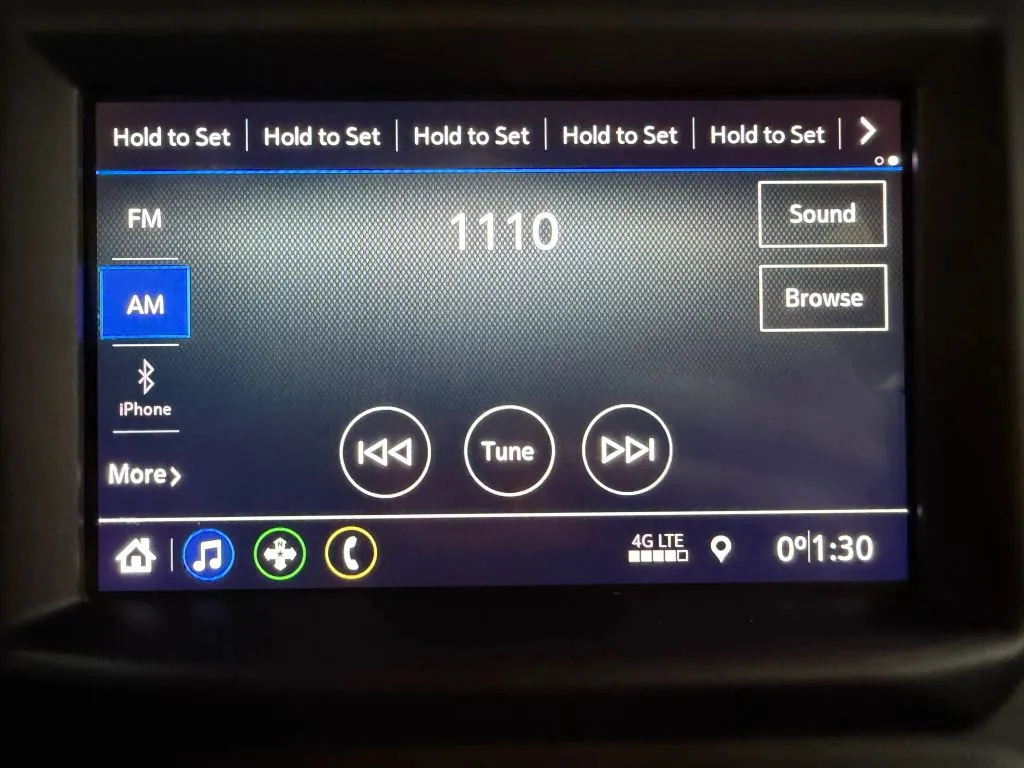 Hold to Set Hold to Set Hold to Set Hold to Set Hold to Set
FM
1110
Sound
AM
Browse
iPhone
More
Tune
4G LTE
0° 1:30